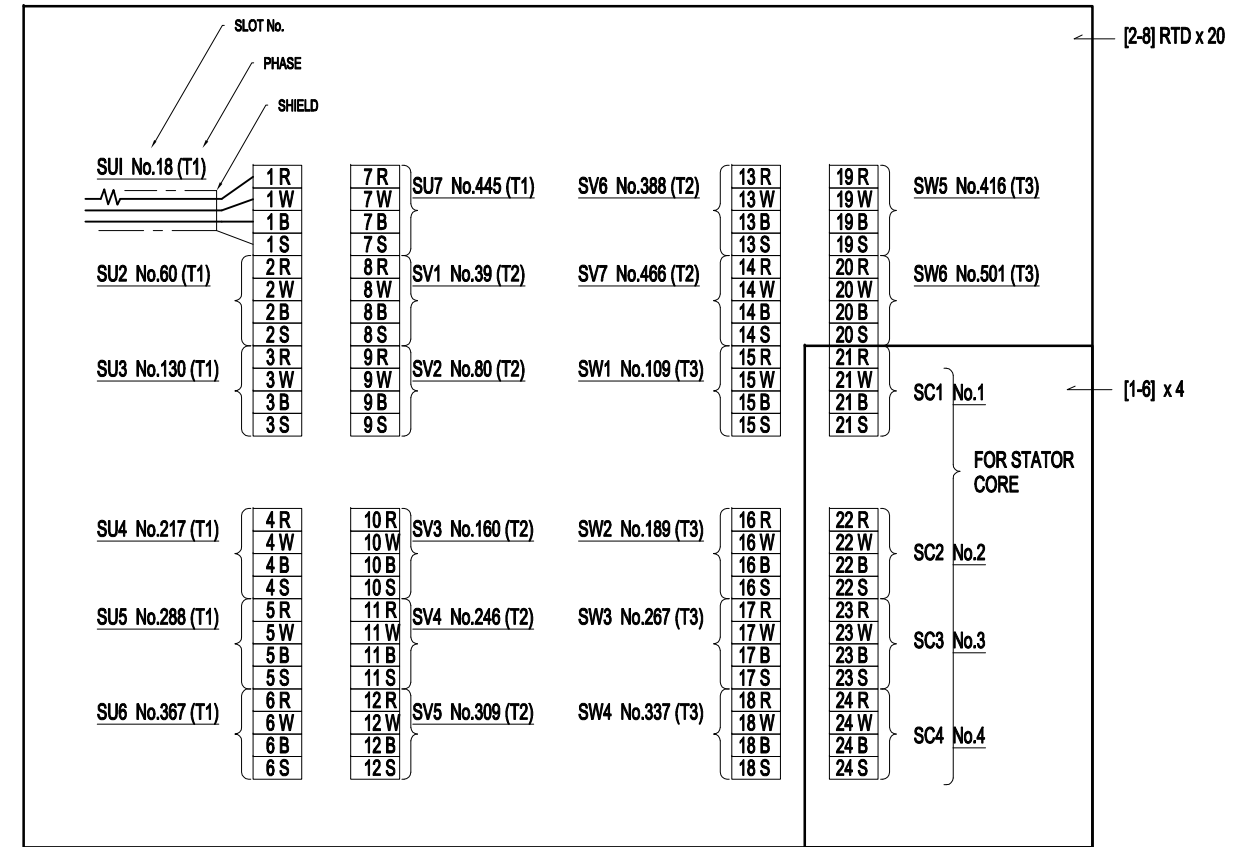 SLOT No.
PHASE
SHIELD
[2-8] RTD x 20
SUI No.18 (T1)
1 R
1 W
1 B
1 S
SU2 No.60 (T1)
2 R
2 W
2 B
2 S
SU3 No.130 (T1)
3 R
3 W
3 B
3 S
7 R
7 W
7 B
7 S
SU7 No.445 (T1)
8 R
8 W
8 B
8 S
SV1 No.39 (T2)
9 R
9 W
9 B
9 S
SV2 No.80 (T2)
SV6 No.388 (T2)
13 R
13 W
13 B
13 S
SV7 No.466 (T2)
14 R
14 W
14 B
14 S
SW1 No.109 (T3)
15 R
15 W
15 B
15 S
19 R
19 W
19 B
19 S
SW5 No.416 (T3)
20 R
20 W
20 B
20 S
SW6 No.501 (T3)
21 R
21 W
21 B
21 S
SC1 No.1
[1-6] x 4
FOR STATOR
CORE
SU4 No.217 (T1)
4 R
4 W
4 B
4 S
SU5 No.288 (T1)
5 R
5 W
5 B
5 S
SU6 No.367 (T1)
6 R
6 W
6 B
6 S
10 R
10 W
10 B
10 S
SV3 No.160 (T2)
11 R
11 W
11 B
11 S
SV4 No.246 (T2)
12 R
12 W
12 B
12 S
SV5 No.309 (T2)
SW2 No.189 (T3)
16 R
16 W
16 B
16 S
SW3 No.267 (T3)
17 R
17 W
17 B
17 S
SW4 No.337 (T3)
18 R
18 W
18 B
18 S
22 R
22 W
22 B
22 S
SC2 No.2
23 R
23 W
23 B
23 S
SC3 No.3
24 R
24 W
24 B
24 S
SC4 No.4